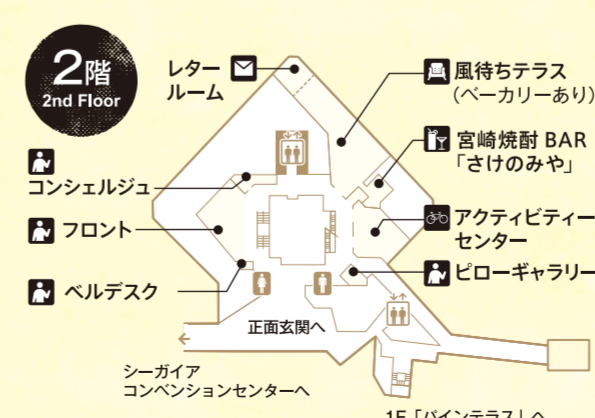 2階
2nd Floor
レター
ルーム
風待ちテラス
(ベーカリーあり)
宮崎焼酎 BAR
「さけのみや」
コンシェルジュ
フロント
アクティビティー
センター
ベルデスク
ピローギャラリー
正面玄関へ
シーガイア
コンベンションセンターへ
1F「パインテラス」へ